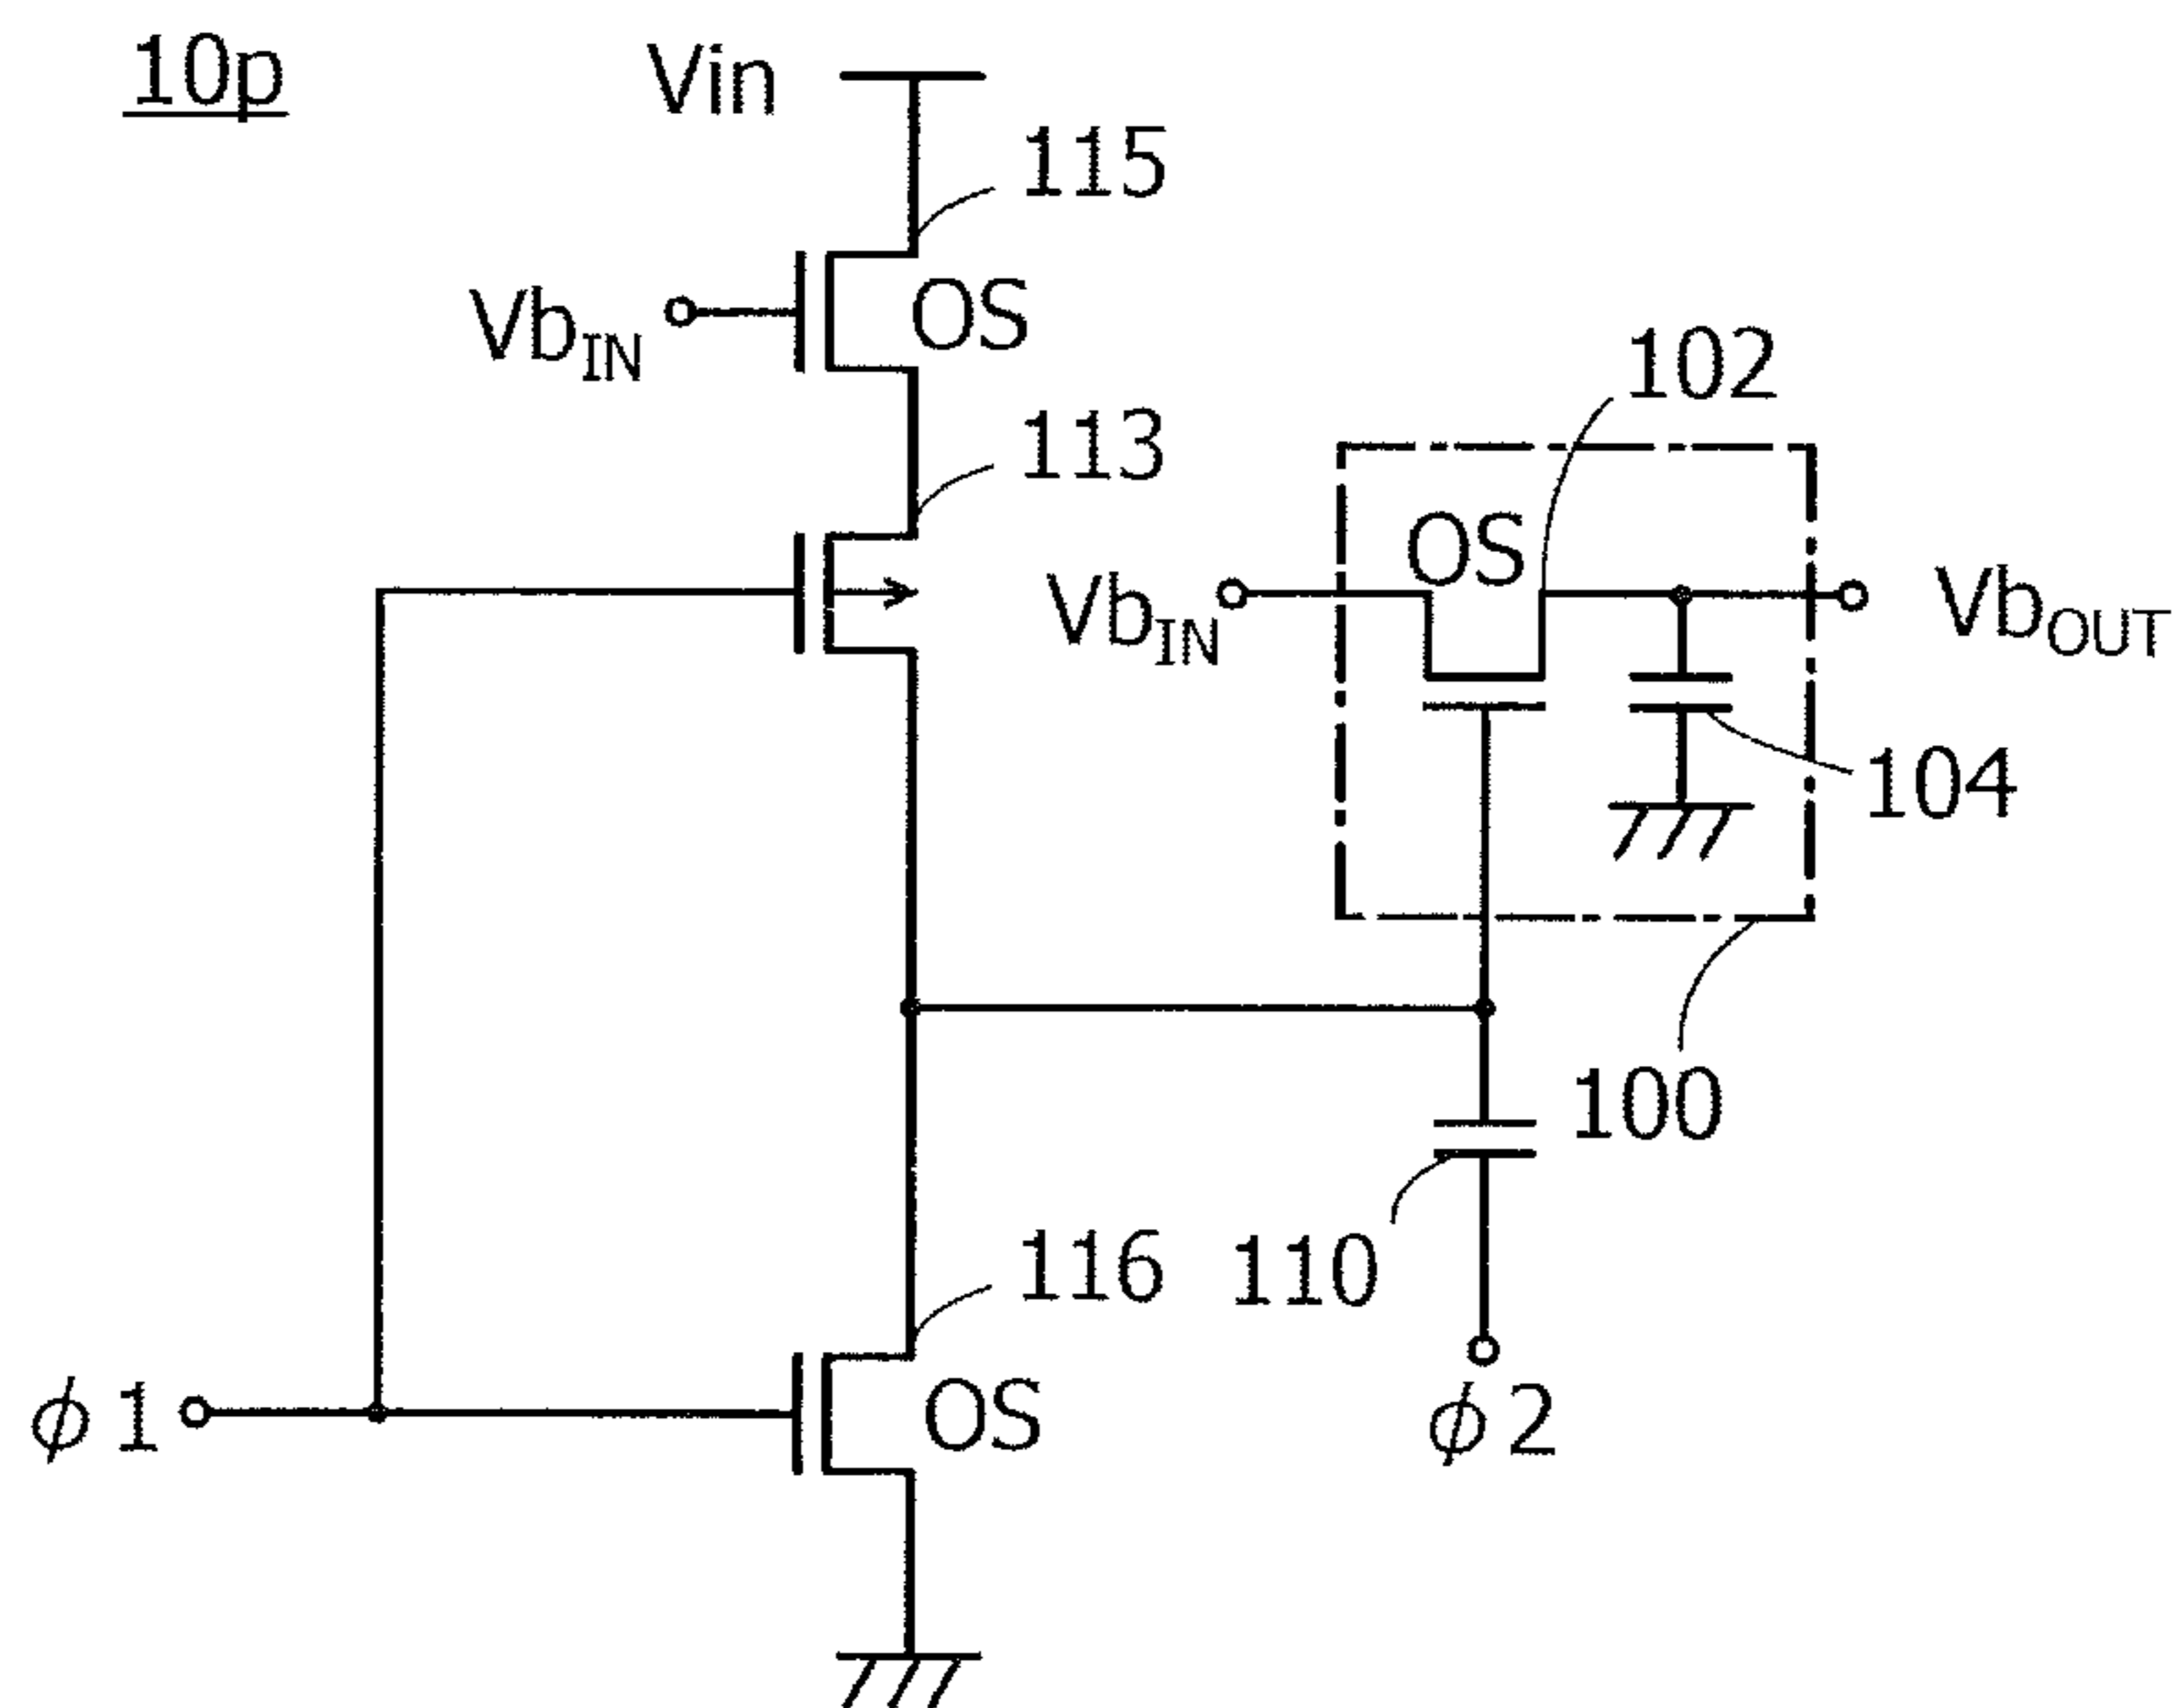 10p
Vin
115
Vb_IN
OS
102
113
OS
Vb_IN
Vb_OUT
104
100
116
110
OS
ϕ1
ϕ2